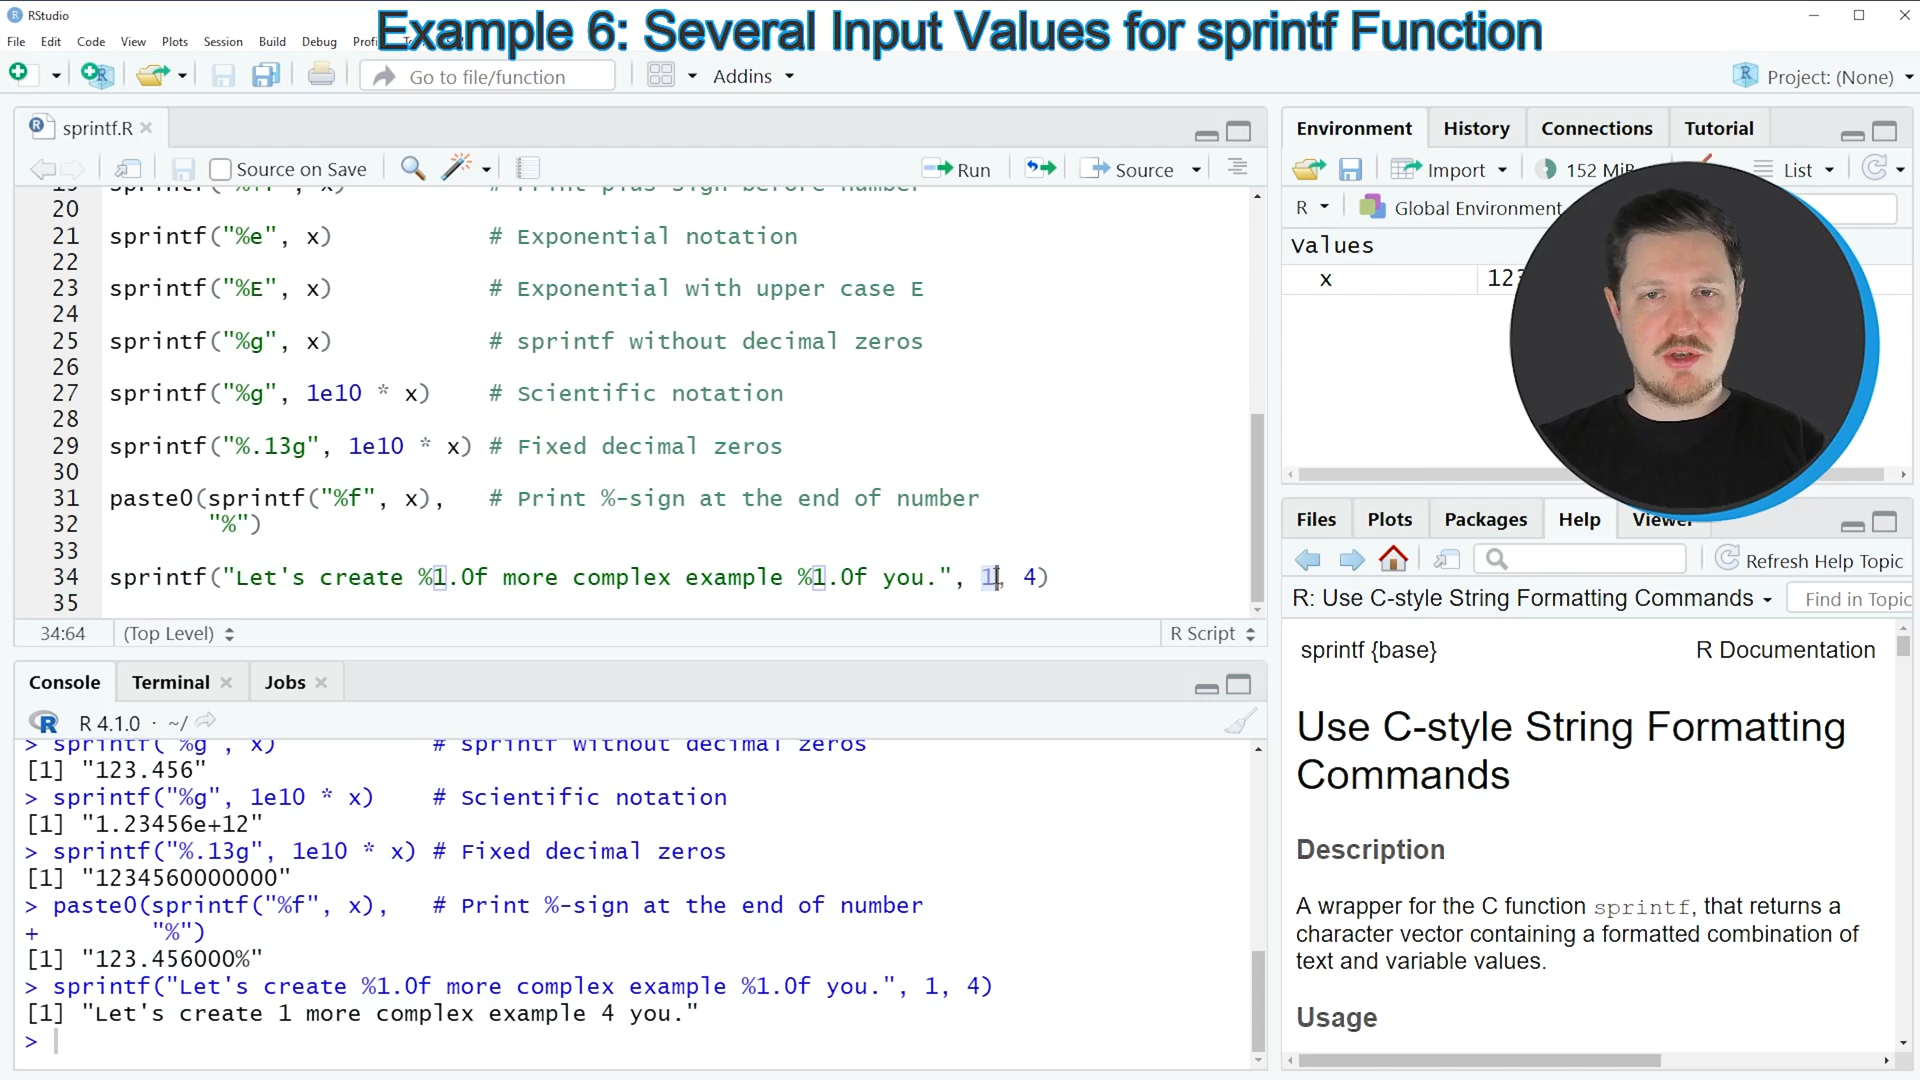 RStudio
Example 6: Several Input Values for sprintf Function
File Edit Code View Plots Session Build Debug
Go to file/function
Addins
Project: (None)
sprintf.R
Source on Save
Run
Source
20
21 sprintf("%e", x) # Exponential notation
22
23 sprintf("%E", x) # Exponential with upper case E
24
25 sprintf("%g", x) # sprintf without decimal zeros
26
27 sprintf("%g", 1e10 * x) # Scientific notation
28
29 sprintf("%.13g", 1e10 * x) # Fixed decimal zeros
30
31 paste0(sprintf("%f", x), # Print %-sign at the end of number
32 "%")
33
34 sprintf("Let's create %1.0f more complex example %1.0f you.", 1, 4)
35
34:64 (Top Level) R Script
Console Terminal Jobs
R 4.1.0 · ~/
> sprintf("%g", x) # sprintf without decimal zeros
[1] "123.456"
> sprintf("%g", 1e10 * x) # Scientific notation
[1] "1.23456e+12"
> sprintf("%.13g", 1e10 * x) # Fixed decimal zeros
[1] "1234560000000"
> paste0(sprintf("%f", x), # Print %-sign at the end of number
+ "%")
[1] "123.456000%"
> sprintf("Let's create %1.0f more complex example %1.0f you.", 1, 4)
[1] "Let's create 1 more complex example 4 you."
>
Environment History Connections Tutorial
Import
152
List
R
Global Environment
Values
x 123
Files Plots Packages Help Viewer
Refresh Help Topic
R: Use C-style String Formatting Commands
Find in Topic
sprintf {base} R Documentation
Use C-style String Formatting
Commands
Description
A wrapper for the C function sprintf, that returns a
character vector containing a formatted combination of
text and variable values.
Usage